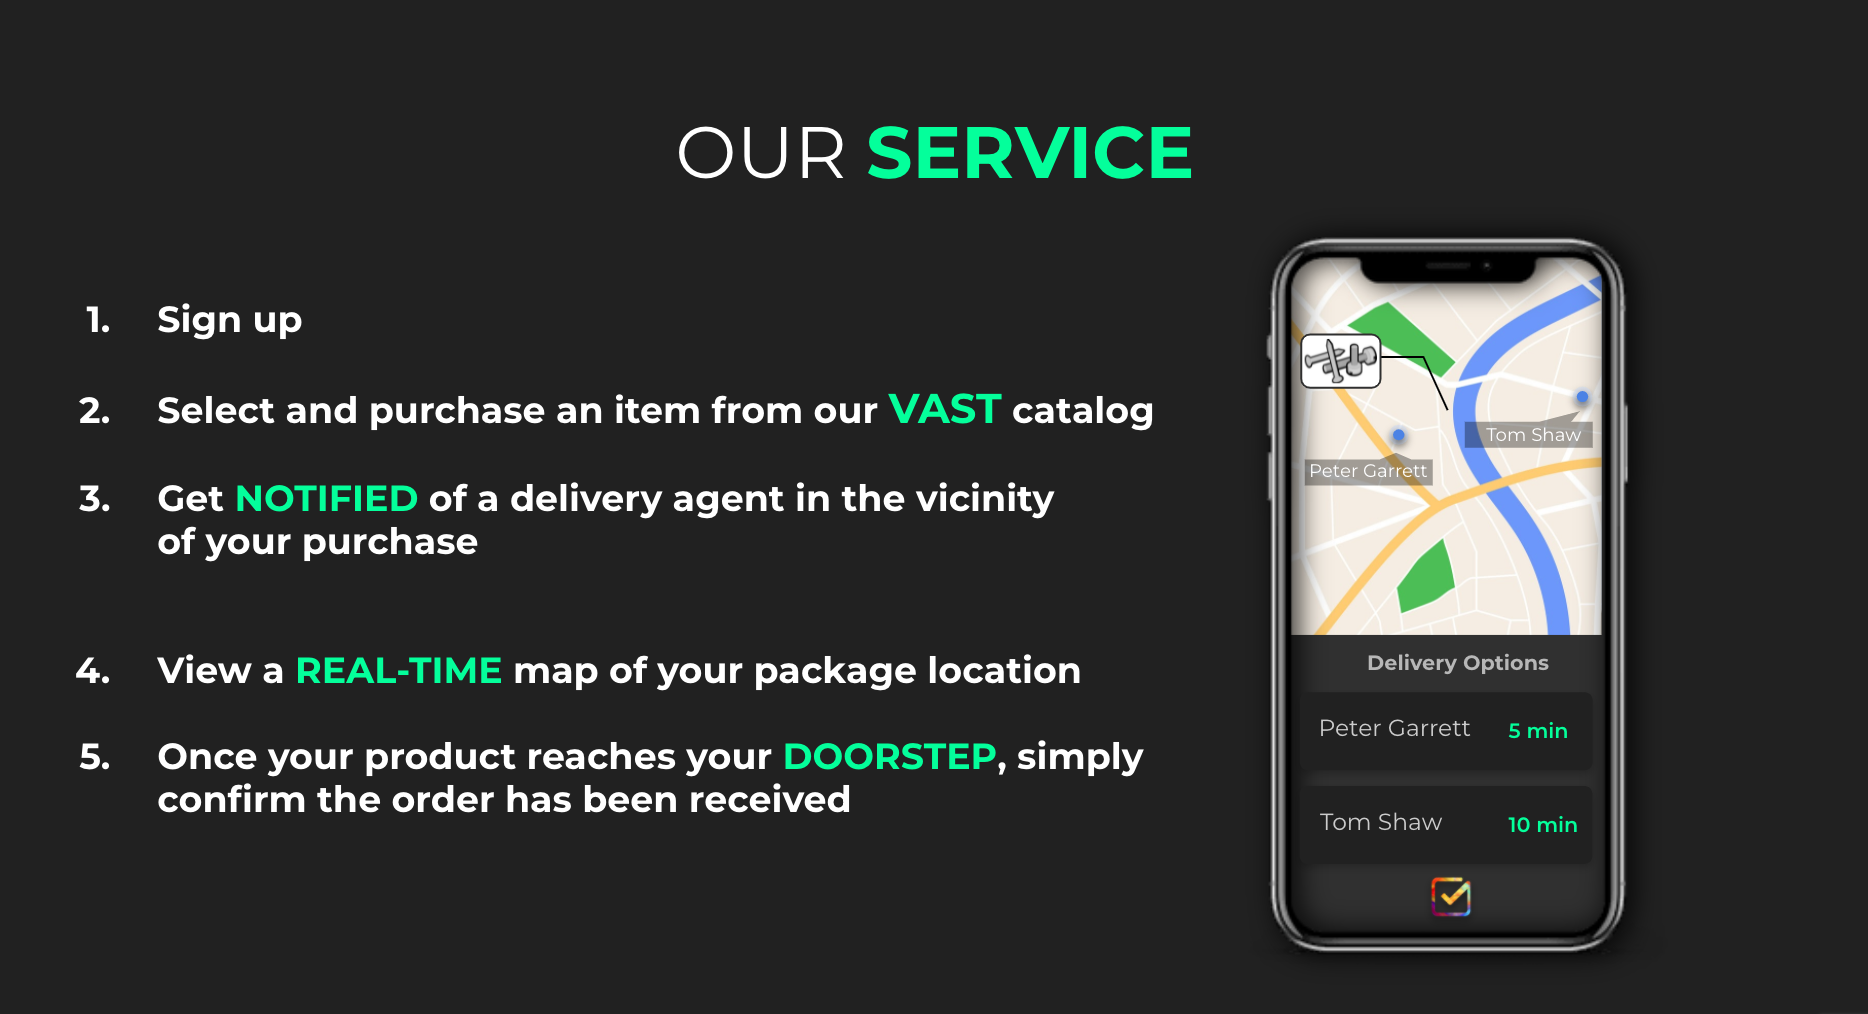 OUR SERVICE
1. Sign up
2. Select and purchase an item from our VAST catalog
3. Get NOTIFIED of a delivery agent in the vicinity
of your purchase
4. View a REAL-TIME map of your package location
5. Once your product reaches your DOORSTEP, simply
confirm the order has been received
Tom Shaw
Peter Garrett
Delivery Options
Peter Garrett 5 min
Tom Shaw 10 min